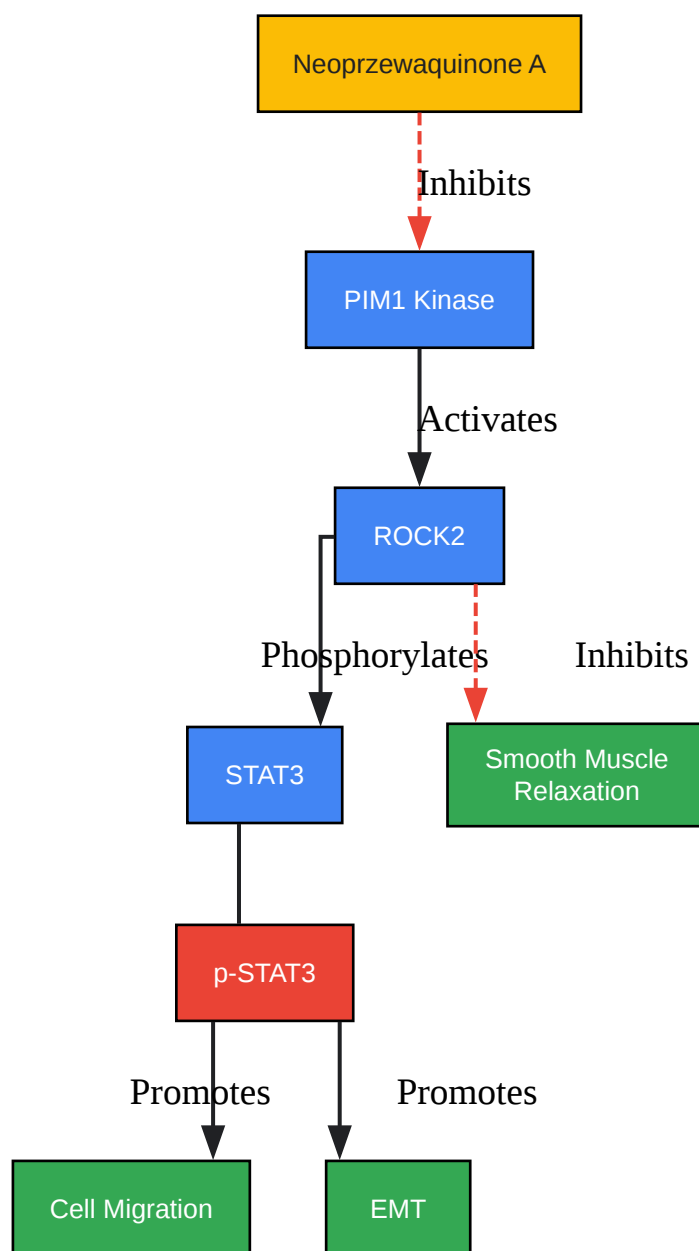 Neoprzewaquinone A
Inhibits
PIM1 Kinase
Activates
ROCK2
Phosphorylates
Inhibits
STAT3
Smooth Muscle
Relaxation
p-STAT3
Promotes
Promotes
Cell Migration
EMT